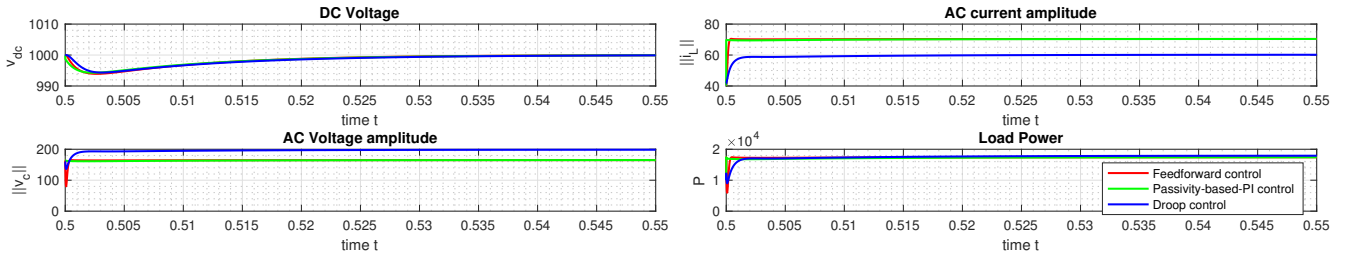 DC Voltage
1010
1000
990
v_dc
0.5 0.505 0.51 0.515 0.52 0.525 0.53 0.535 0.54 0.545 0.55
time t
AC current amplitude
80
60
40
||i_L||
0.5 0.505 0.51 0.515 0.52 0.525 0.53 0.535 0.54 0.545 0.55
time t
AC Voltage amplitude
200
100
0
||v_c||
0.5 0.505 0.51 0.515 0.52 0.525 0.53 0.535 0.54 0.545 0.55
time t
Load Power
×10^4
2
1
0
P
Feedforward control
Passivity-based-PI control
Droop control
0.5 0.505 0.51 0.515 0.52 0.525 0.53 0.535 0.54 0.545 0.55
time t